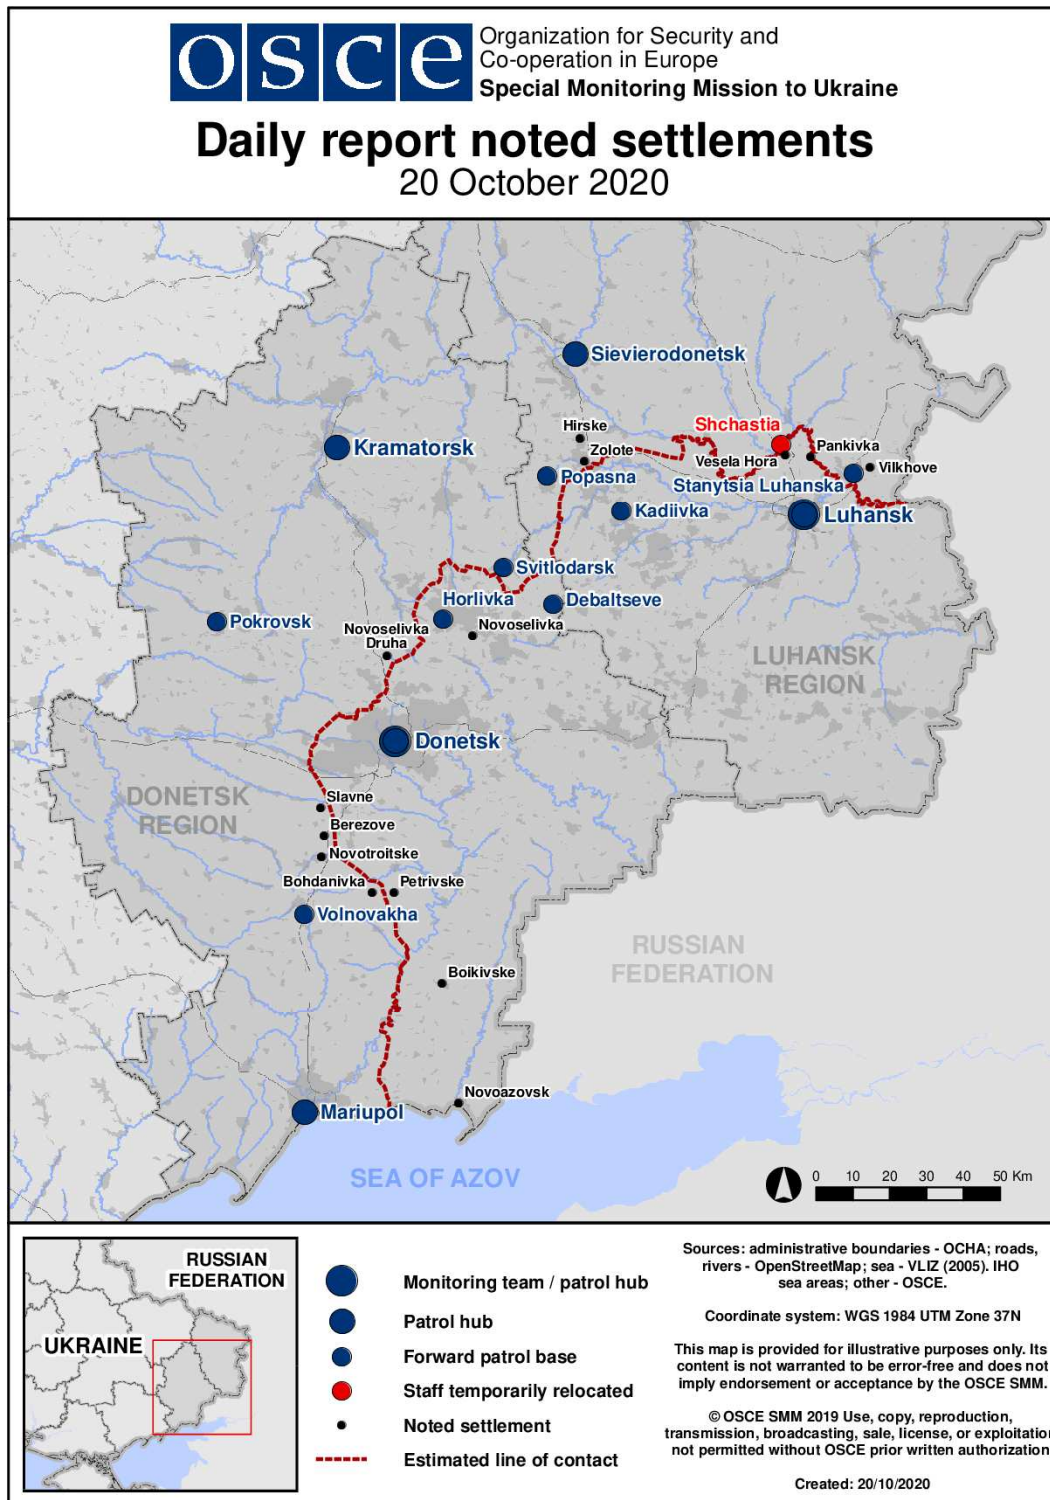 osce
Organization for Security and
Co-operation in Europe
Special Monitoring Mission to Ukraine
Daily report noted settlements
20 October 2020
Sievierodonetsk
Hirske
Zolote
Shchastia
Pankivka
Vesela Hora
Vilkhove
Kramatorsk
Popasna
Stanytsia Luhanska
Kadiivka
Luhansk
Svitlodarsk
Horlivka
Debaltseve
Pokrovsk
Novoselivka
Druha
Novoselivka
LUHANSK
REGION
Donetsk
DONETSK
REGION
Slavne
Berezove
Novotroitske
Bohdanivka
Petrivske
Volnovakha
RUSSIAN
FEDERATION
Boikivske
Novoazovsk
Mariupol
SEA OF AZOV
0 10 20 30 40 50 Km
RUSSIAN
FEDERATION
UKRAINE
Monitoring team / patrol hub
Patrol hub
Forward patrol base
Staff temporarily relocated
Noted settlement
Estimated line of contact
Sources: administrative boundaries - OCHA; roads,
rivers - OpenStreetMap; sea - VLIZ (2005). IHO
sea areas; other - OSCE.
Coordinate system: WGS 1984 UTM Zone 37N
This map is provided for illustrative purposes only. Its
content is not warranted to be error-free and does not
imply endorsement or acceptance by the OSCE SMM.
© OSCE SMM 2019 Use, copy, reproduction,
transmission, broadcasting, sale, license, or exploitation
not permitted without OSCE prior written authorization
Created: 20/10/2020